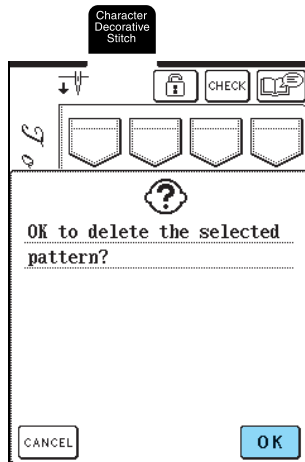 Character
Decorative
Stitch
CHECK
OK to delete the selected
pattern?
CANCEL
OK